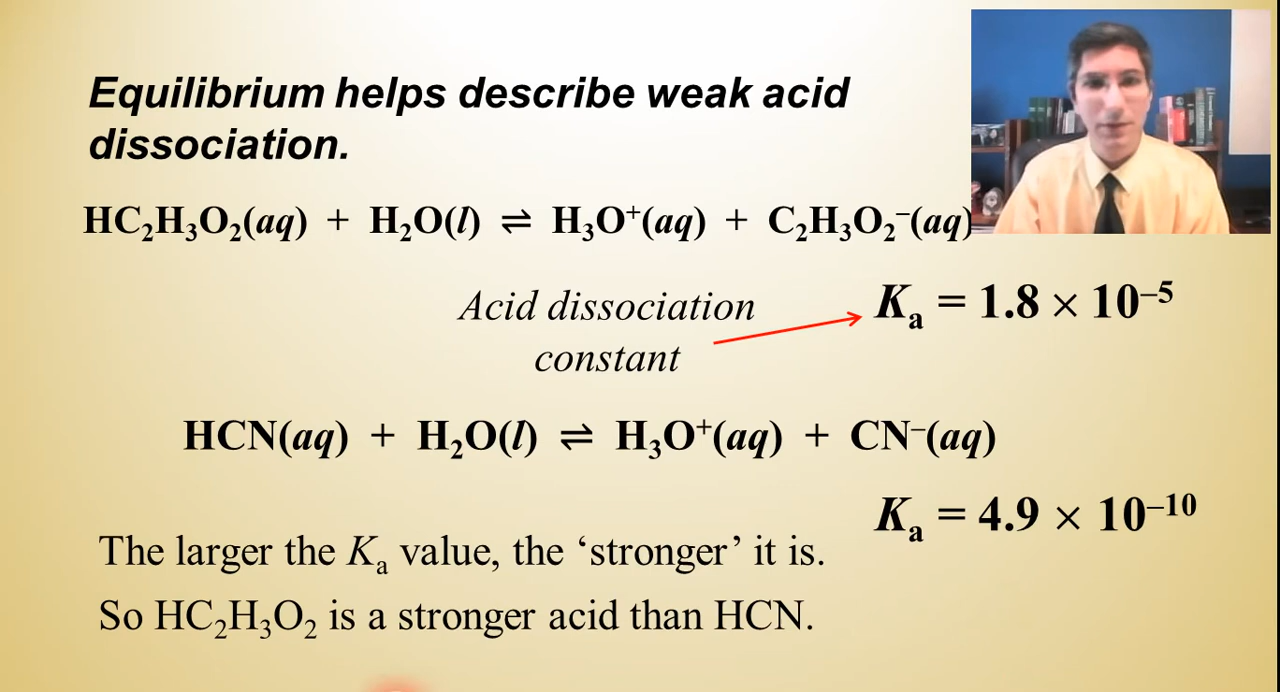 Equilibrium helps describe weak acid
dissociation.
HC₂H₃O₂(aq) + H₂O(l) ⇌ H₃O⁺(aq) + C₂H₃O₂⁻(aq)
Acid dissociation
constant
Kₐ = 1.8 × 10⁻⁵
HCN(aq) + H₂O(l) ⇌ H₃O⁺(aq) + CN⁻(aq)
Kₐ = 4.9 × 10⁻¹⁰
The larger the Kₐ value, the ‘stronger’ it is.
So HC₂H₃O₂ is a stronger acid than HCN.